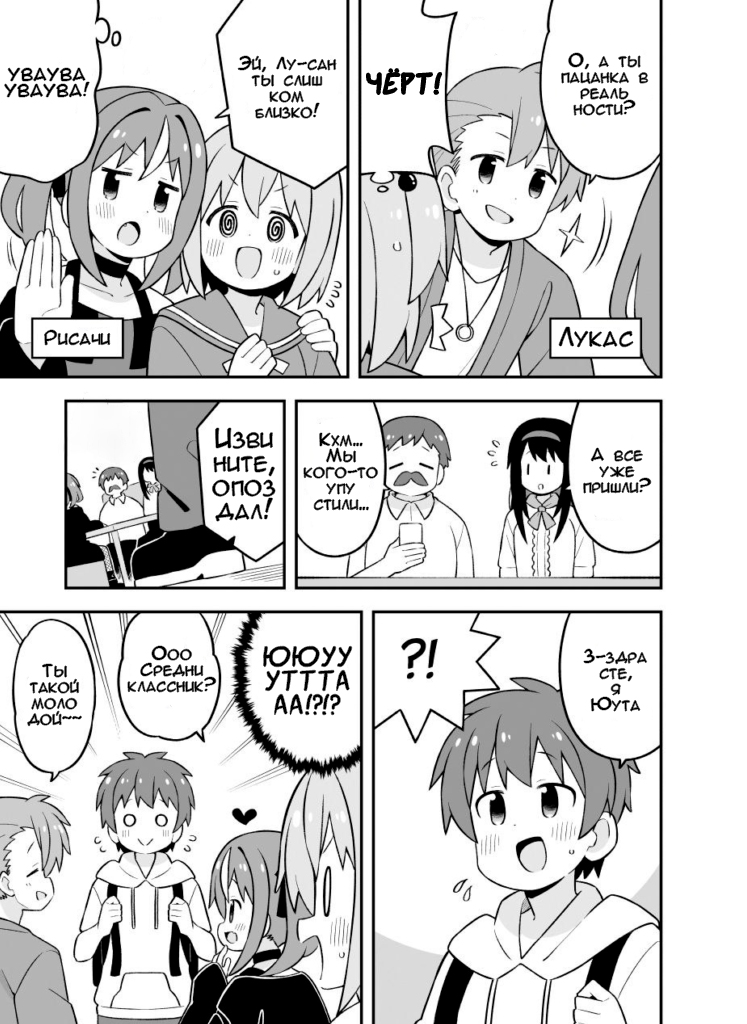 О, а ты
пацанка в
реаль
ности?
ЧЁРТ!
Лукас
Эй, Лу-сан
ты слиш
ком
близко!
уваува
уваува!
Рисачи
А все
уже
пришли?
Кхм...
Мы
кого-то
упу
стили...
Изви
ните,
опоз
дал!
З-здра
сте,
я
Юута
?!
ЮЮУУ
УТТТА
АА!?!?
Ооо
Средни
классник?
Ты
такой
моло
дой~~